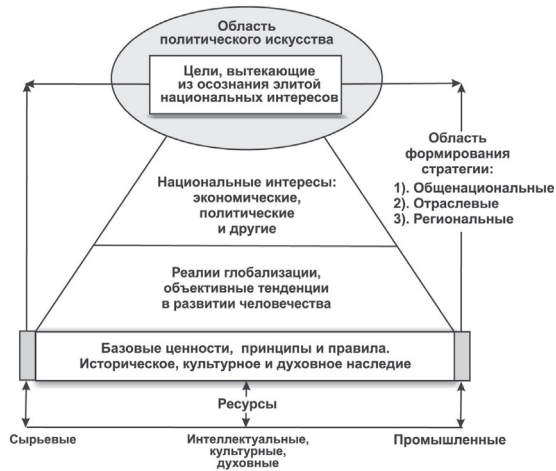 Область
политического искусства
Цели, вытекающие
из осознания элитой
национальных интересов
Область
формирования
стратегии:
1). Общенациональные
2). Отраслевые
3). Региональные
Национальные интересы:
экономические,
политические
и другие
Реалии глобализации,
объективные тенденции
в развитии человечества
Базовые ценности, принципы и правила.
Историческое, культурное и духовное наследие
Ресурсы
Сырьевые
Интеллектуальные,
культурные,
духовные
Промышленные